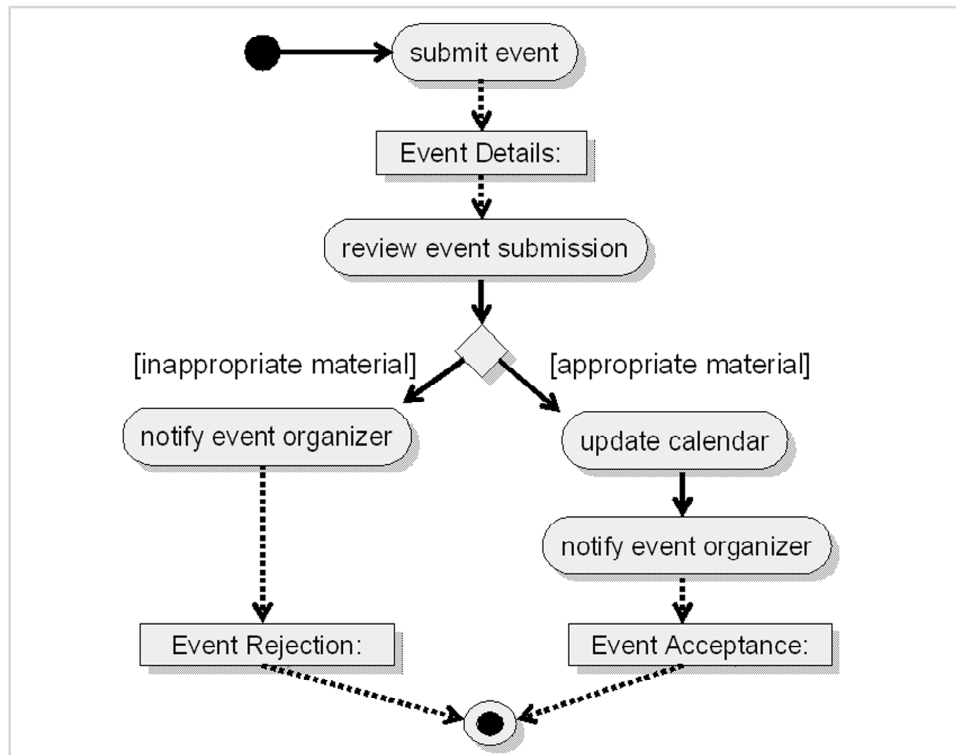 submit event
Event Details:
review event submission
[inappropriate material]
[appropriate material]
notify event organizer
update calendar
notify event organizer
Event Rejection:
Event Acceptance: